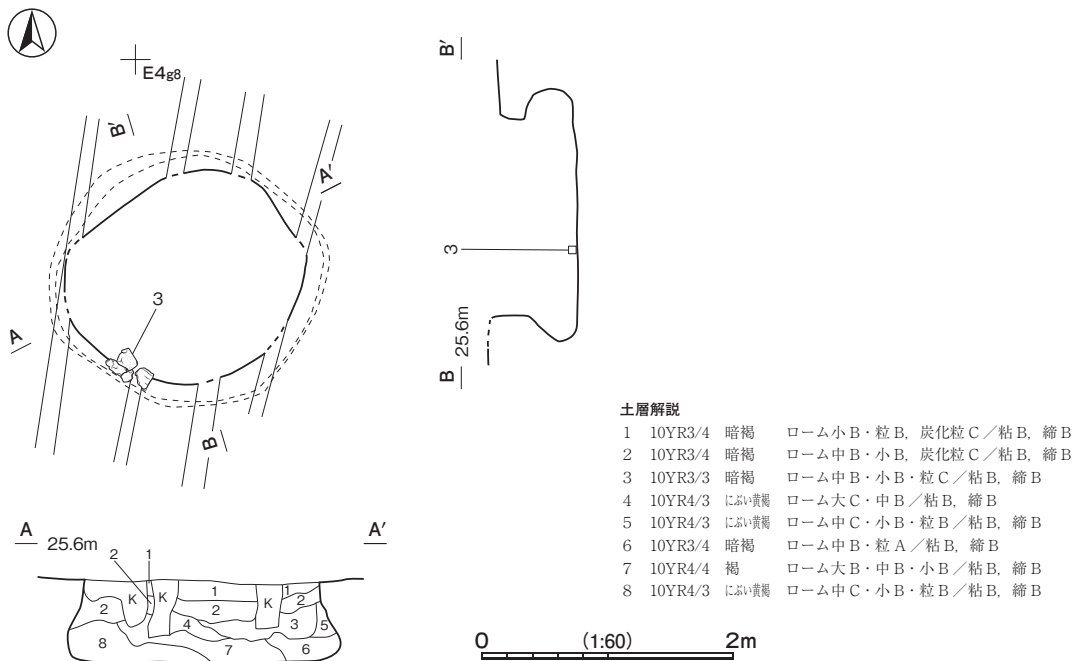 E4g8
B′
A′
3
A
B
B′
3
25.6m
B
A 25.6m A′
2 1
K K 1 K 1
2 2 2
4 3 5
8 7 6
0 (1:60) 2m
土層解説
1 10YR3/4 暗褐 ローム小B・粒B，炭化粒C／粘B，締B
2 10YR3/4 暗褐 ローム中B・小B，炭化粒C／粘B，締B
3 10YR3/3 暗褐 ローム中B・小B・粒C／粘B，締B
4 10YR4/3 にぶい黄褐 ローム大C・中B／粘B，締B
5 10YR4/3 にぶい黄褐 ローム中C・小B・粒B／粘B，締B
6 10YR3/4 暗褐 ローム中B・粒A／粘B，締B
7 10YR4/4 褐 ローム大B・中B・小B／粘B，締B
8 10YR4/3 にぶい黄褐 ローム中C・小B・粒B／粘B，締B